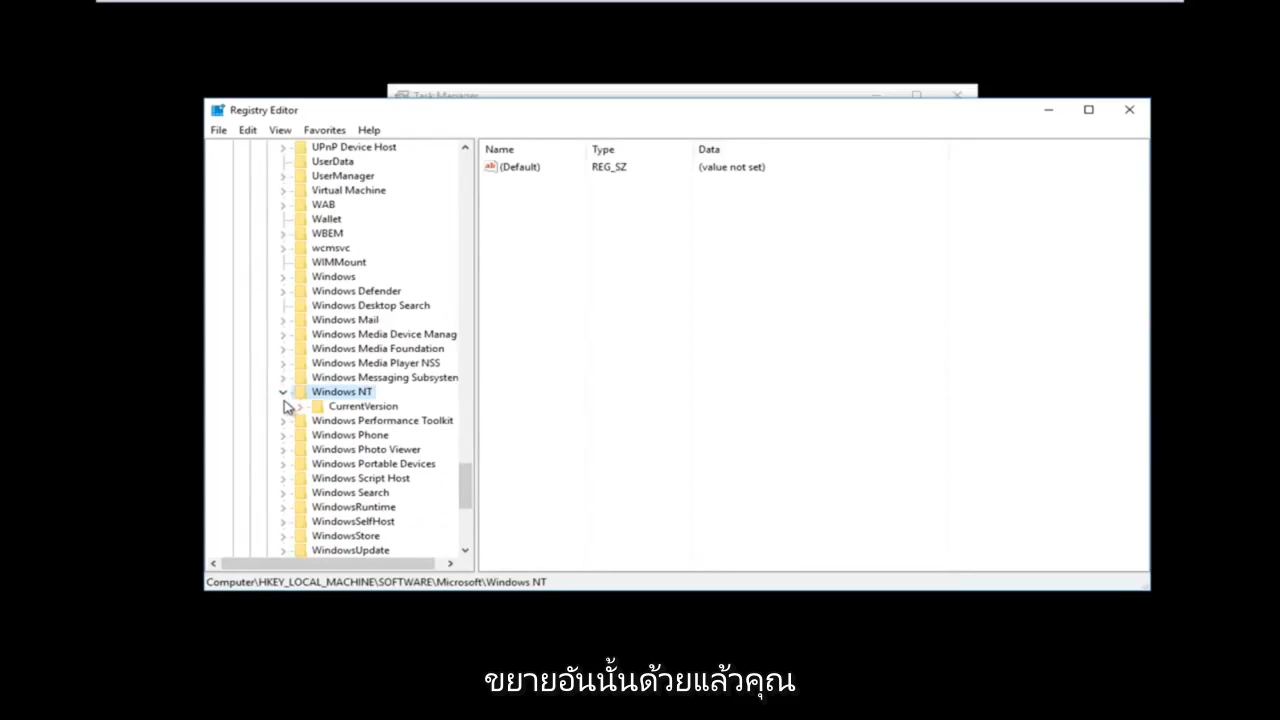 Task Manager
Registry Editor
File Edit View Favorites Help
UPnP Device Host
UserData
UserManager
Virtual Machine
WAB
Wallet
WBEM
wcmsvc
WIMMount
Windows
Windows Defender
Windows Desktop Search
Windows Mail
Windows Media Device Manag
Windows Media Foundation
Windows Media Player NSS
Windows Messaging Subsysten
Windows NT
CurrentVersion
Windows Performance Toolkit
Windows Phone
Windows Photo Viewer
Windows Portable Devices
Windows Script Host
Windows Search
WindowsRuntime
WindowsSelfHost
WindowsStore
WindowsUpdate
Name Type Data
ab (Default) REG_SZ (value not set)
Computer\HKEY_LOCAL_MACHINE\SOFTWARE\Microsoft\Windows NT
ขยายอันนั้นด้วยแล้วคุณ